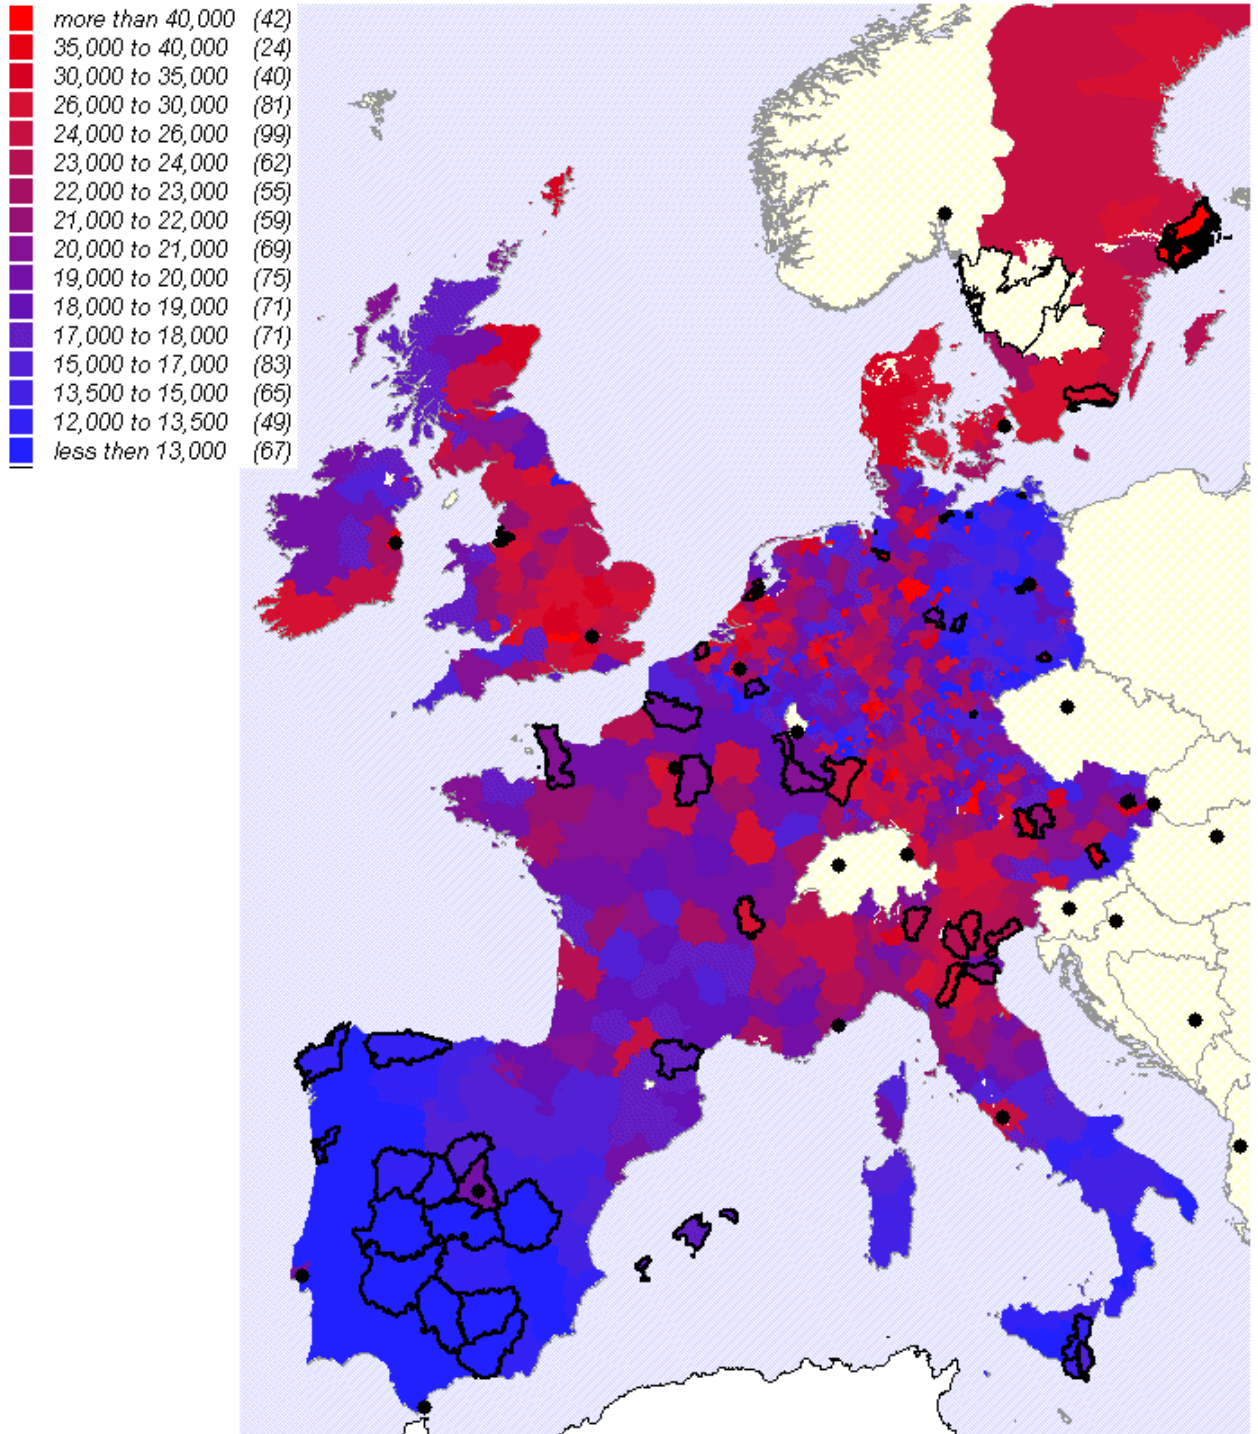 more than 40,000 (42)
35,000 to 40,000 (24)
30,000 to 35,000 (40)
26,000 to 30,000 (81)
24,000 to 26,000 (99)
23,000 to 24,000 (62)
22,000 to 23,000 (55)
21,000 to 22,000 (59)
20,000 to 21,000 (69)
19,000 to 20,000 (75)
18,000 to 19,000 (71)
17,000 to 18,000 (71)
15,000 to 17,000 (83)
13,500 to 15,000 (65)
12,000 to 13,500 (49)
less then 13,000 (67)